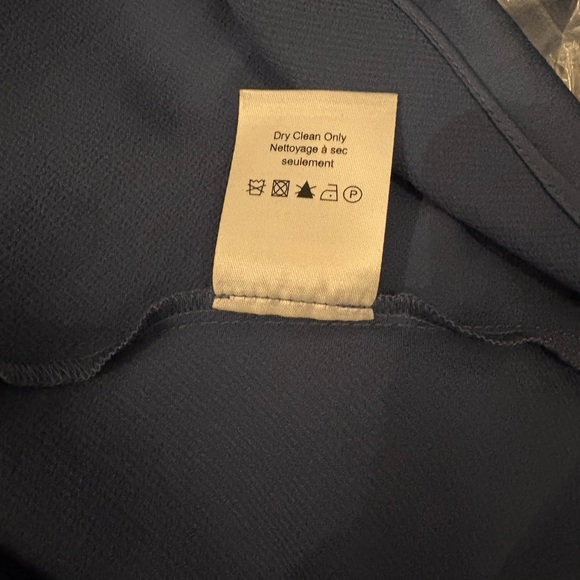 Dry Clean Only
Nettoyage à sec
seulement
P